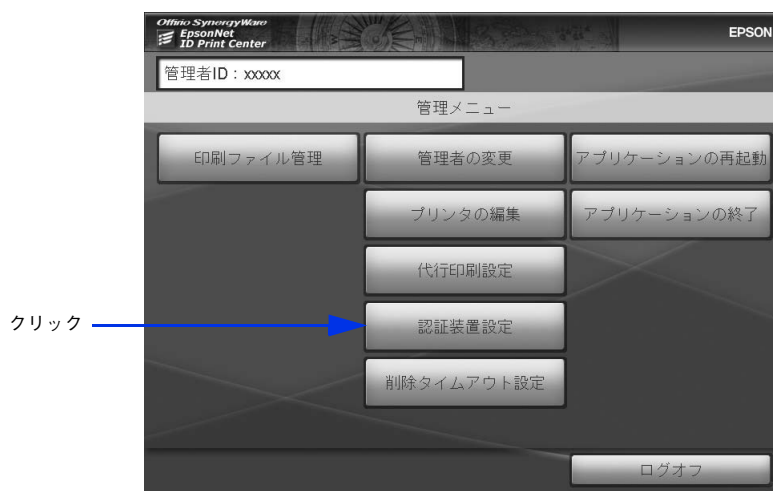 Offirio SynergyWare
EpsonNet
ID Print Center
EPSON
管理者ID：xxxxx
管理メニュー
印刷ファイル管理
管理者の変更
アプリケーションの再起動
プリンタの編集
アプリケーションの終了
代行印刷設定
クリック
認証装置設定
削除タイムアウト設定
ログオフ